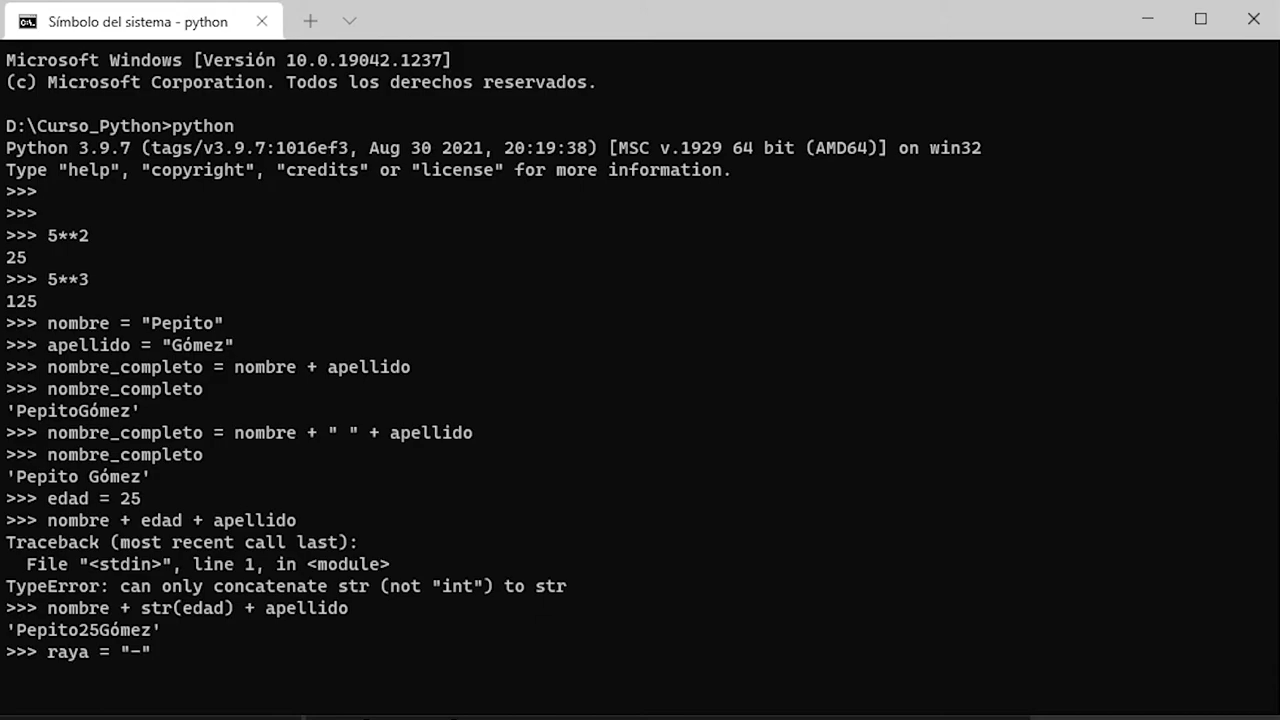 Símbolo del sistema - python
Microsoft Windows [Versión 10.0.19042.1237]
(c) Microsoft Corporation. Todos los derechos reservados.
D:\Curso_Python>python
Python 3.9.7 (tags/v3.9.7:1016ef3, Aug 30 2021, 20:19:38) [MSC v.1929 64 bit (AMD64)] on win32
Type "help", "copyright", "credits" or "license" for more information.
>>>
>>>
>>> 5**2
25
>>> 5**3
125
>>> nombre = "Pepito"
>>> apellido = "Gómez"
>>> nombre_completo = nombre + apellido
>>> nombre_completo
'PepitoGómez'
>>> nombre_completo = nombre + " " + apellido
>>> nombre_completo
'Pepito Gómez'
>>> edad = 25
>>> nombre + edad + apellido
Traceback (most recent call last):
  File "<stdin>", line 1, in <module>
TypeError: can only concatenate str (not "int") to str
>>> nombre + str(edad) + apellido
'Pepito25Gómez'
>>> raya = "-"